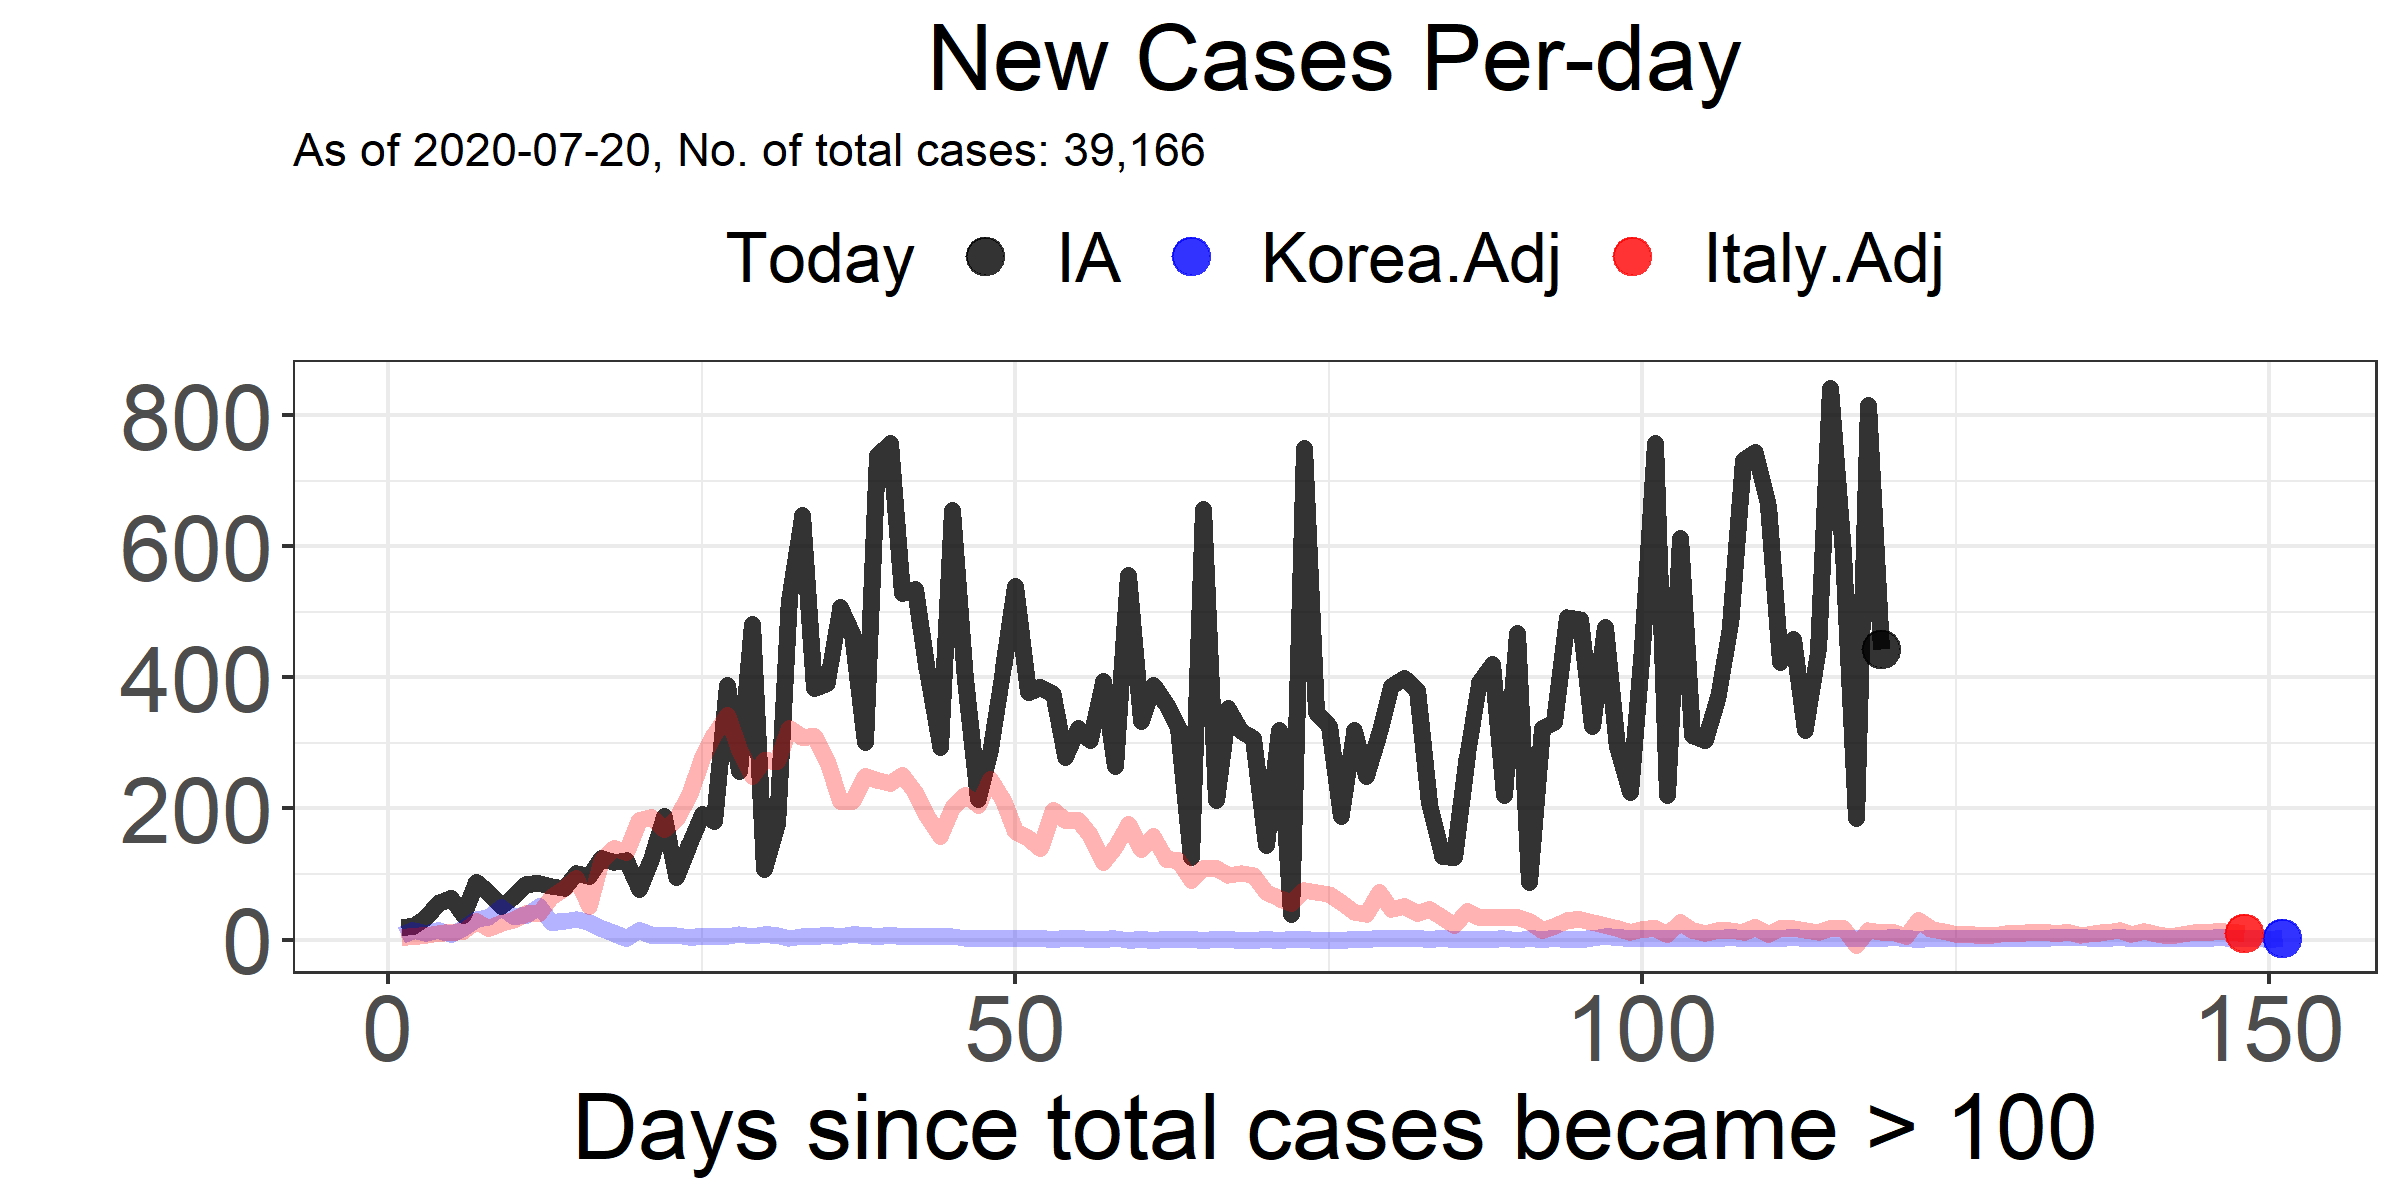 New Cases Per-day
As of 2020-07-20, No. of total cases: 39,166
Today IA Korea.Adj Italy.Adj
800
600
400
200
0
0 50 100 150
Days since total cases became > 100